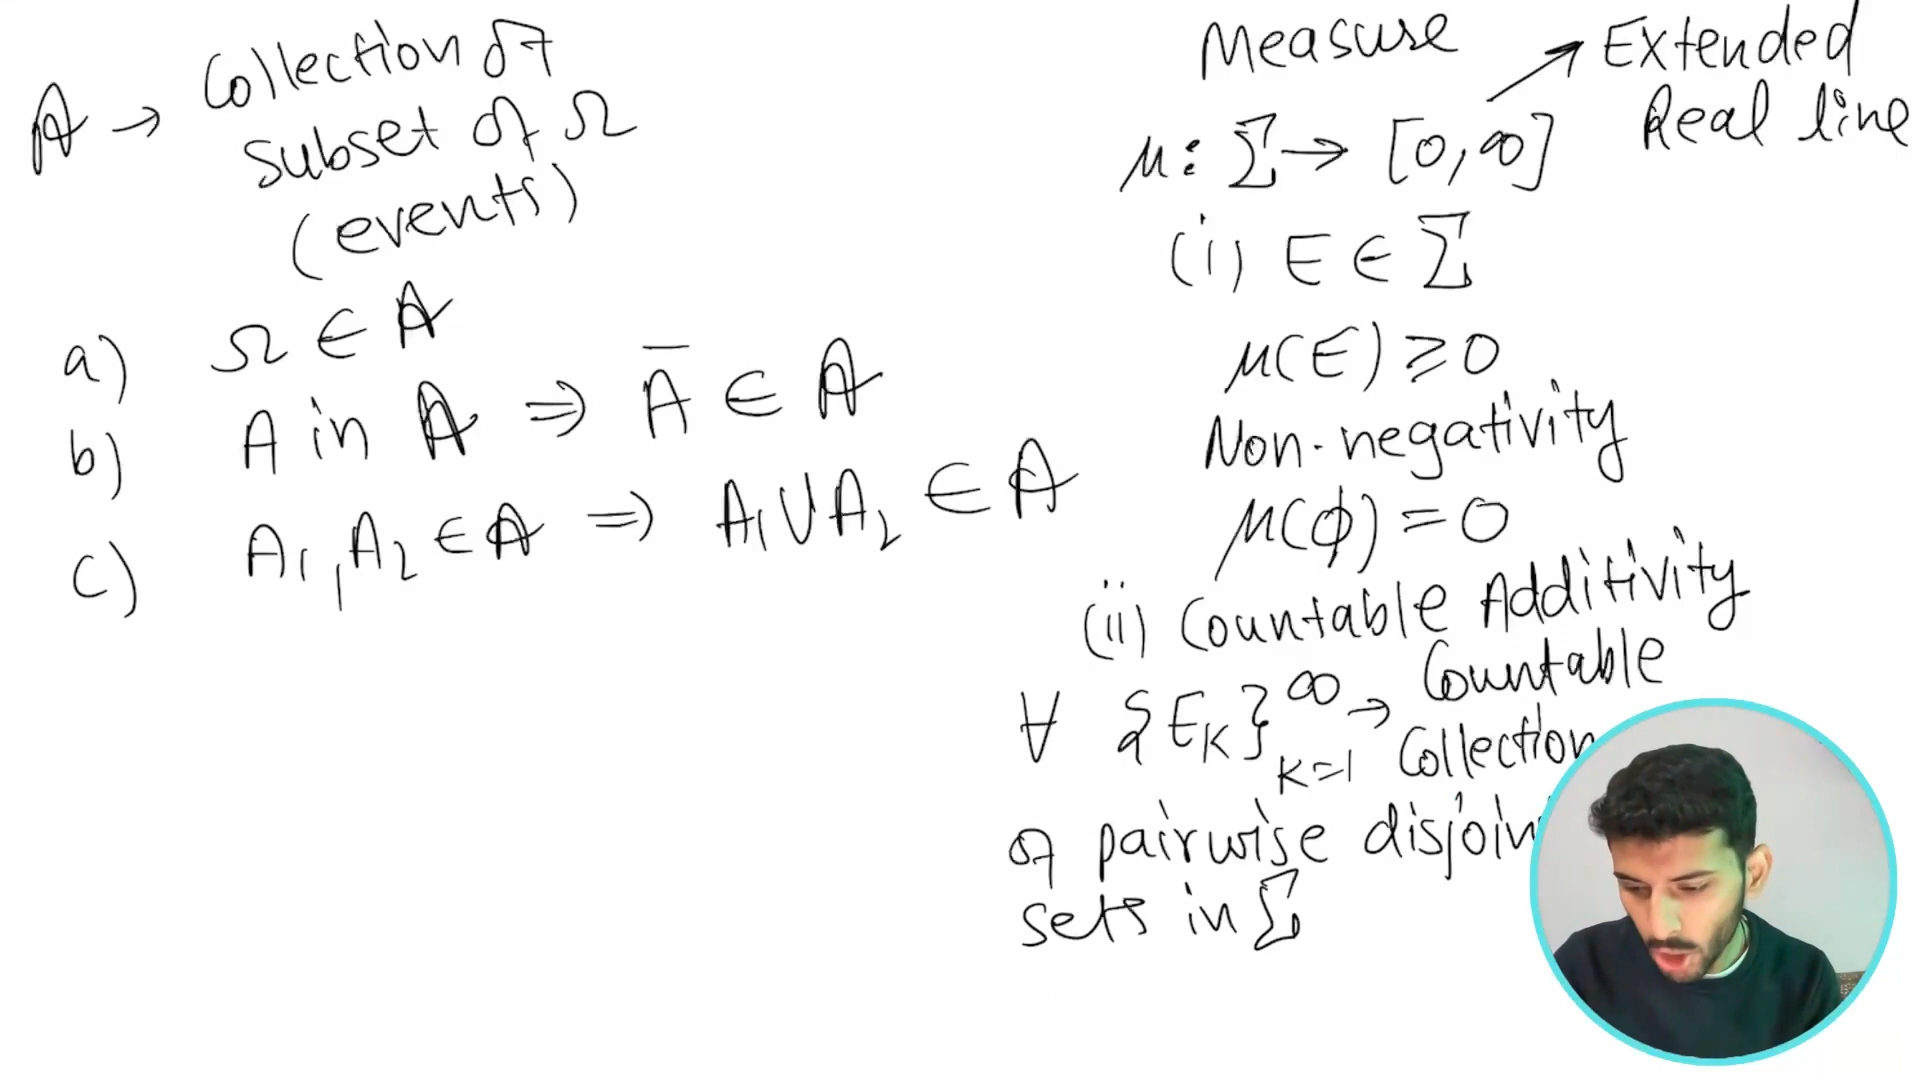 𝔸 → Collection of
subset of Ω
(events)
a) Ω ∈ 𝔸
b) A in 𝔸 ⇒ A̅ ∈ 𝔸
c) A₁, A₂ ∈ 𝔸 ⇒ A₁ ∪ A₂ ∈ 𝔸
Measure
Extended
Real line
μ: Σ → [0, ∞]
(i) E ∈ Σ
μ(E) ≥ 0
Non-negativity
μ(ϕ) = 0
(ii) Countable Additivity
∀ {E_K}_{K=1}^∞ → Countable
Collection
of pairwise disjoin
sets in Σ